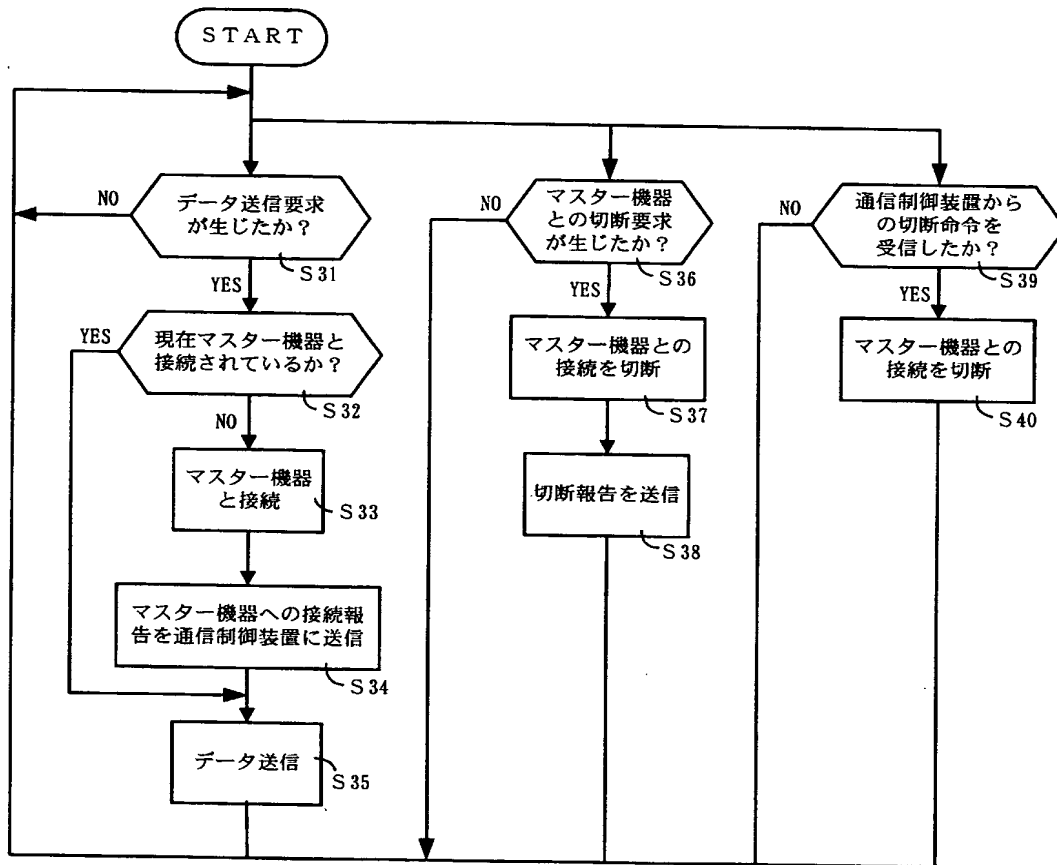 START
データ送信要求
が生じたか？
NO
S31
YES
現在マスター機器と
接続されているか？
YES
S32
NO
マスター機器
と接続
S33
マスター機器への接続報
告を通信制御装置に送信
S34
データ送信
S35
マスター機器
との切断要求
が生じたか？
NO
S36
YES
マスター機器との
接続を切断
S37
切断報告を送信
S38
通信制御装置から
の切断命令を
受信したか？
NO
S39
YES
マスター機器との
接続を切断
S40